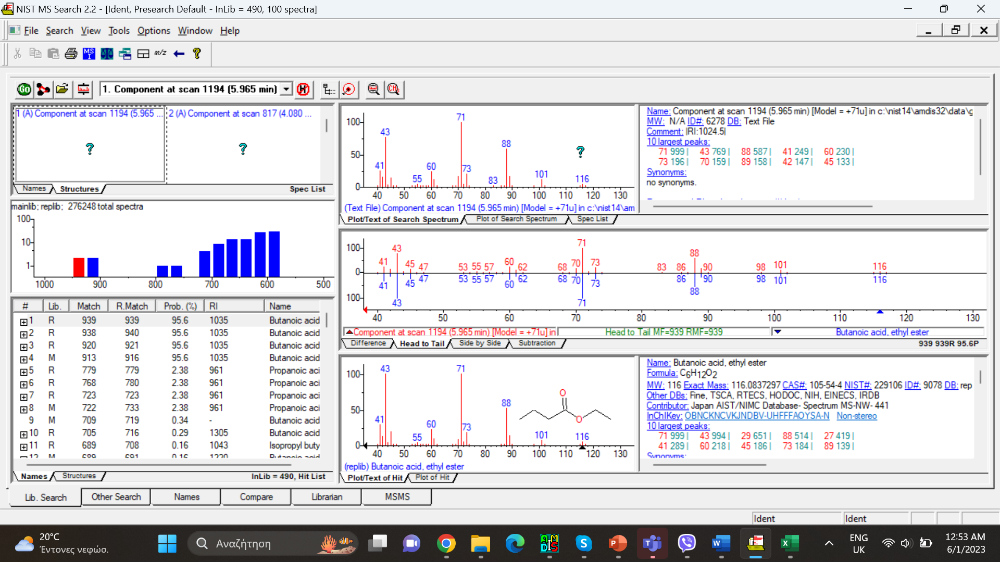 NIST MS Search 2.2 - [Ident, Presearch Default - InLib = 490, 100 spectra]
File Search View Tools Options Window Help
MS I m/z ?
Go 1. Component at scan 1194 (5.965 min)
1 (A) Component at scan 1194 (5.965 ... 2 (A) Component at scan 817 (4.080 ...
? ?
Names Structures Spec List
mainlib; replib; 276248 total spectra
100
10
1
1000 900 800 700 600 500
# Lib. Match R.Match Prob. (%) RI Name
1 R 939 939 95.6 1035 Butanoic acid
2 R 938 940 95.6 1035 Butanoic acid
3 R 920 921 95.6 1035 Butanoic acid
4 M 913 916 95.6 1035 Butanoic acid
5 R 779 779 2.38 961 Propanoic aci
6 R 768 780 2.38 961 Propanoic aci
7 R 723 723 2.38 961 Propanoic aci
8 M 722 733 2.38 961 Propanoic aci
9 M 709 719 0.34 - Butanoic acid
10 R 705 716 0.29 1305 Butanoic acid
11 R 689 708 0.16 1043 Isopropyl buty
12 M 689 691 0.16 1220 Butanoic acid
Names Structures InLib = 490, Hit List
100
50
0
71
43
88
41
60
73
55
83
101
116
?
40 50 60 70 80 90 100 110 120 130
(Text File) Component at scan 1194 (5.965 min) [Model = +71u] in c:\nist14\am
Plot/Text of Search Spectrum Plot of Search Spectrum Spec List
Name: Component at scan 1194 (5.965 min) [Model = +71u] in c:\nist14\amdis32\data\g
MW: N/A ID#: 6278 DB: Text File
Comment: |RI:1024.5|
10 largest peaks:
71 999 | 43 769 | 88 587 | 41 249 | 60 230 |
73 196 | 70 159 | 89 158 | 42 147 | 45 133 |
Synonyms:
no synonyms.
100
0
100
71
43 88
41 45 47 53 55 57 60 62 68 70 73 83 86 90 98 101 116
41 45 47 53 55 57 60 62 68 70 73 86 90 98 101 116
43 71 88
40 50 60 70 80 90 100 110 120 130
Component at scan 1194 (5.965 min) [Model = +71u] in Head to Tail MF=939 RMF=939 Butanoic acid, ethyl ester
Difference Head to Tail Side by Side Subtraction 939 939R 95.6P
100
50
0
43 71
88
41
60
73
55
101
116
O
O
40 50 60 70 80 90 100 110 120 130
(replib) Butanoic acid, ethyl ester
Plot/Text of Hit Plot of Hit
Name: Butanoic acid, ethyl ester
Formula: C6H12O2
MW: 116 Exact Mass: 116.0837297 CAS#: 105-54-4 NIST#: 229106 ID#: 9078 DB: rep
Other DBs: Fine, TSCA, RTECS, HODOC, NIH, EINECS, IRDB
Contributor: Japan AIST/NIMC Database- Spectrum MS-NW- 441
InChIKey: OBNCKNCVKJNDBV-UHFFFAOYSA-N Non-stereo
10 largest peaks:
71 999 | 43 994 | 29 651 | 88 514 | 27 419 |
41 289 | 60 218 | 45 186 | 73 184 | 89 139 |
Synonyms:
Lib. Search Other Search Names Compare Librarian MSMS
Ident Ident
20°C
Έντονες νεφώσ.
Αναζήτηση
ENG
UK
12:53 AM
6/1/2023